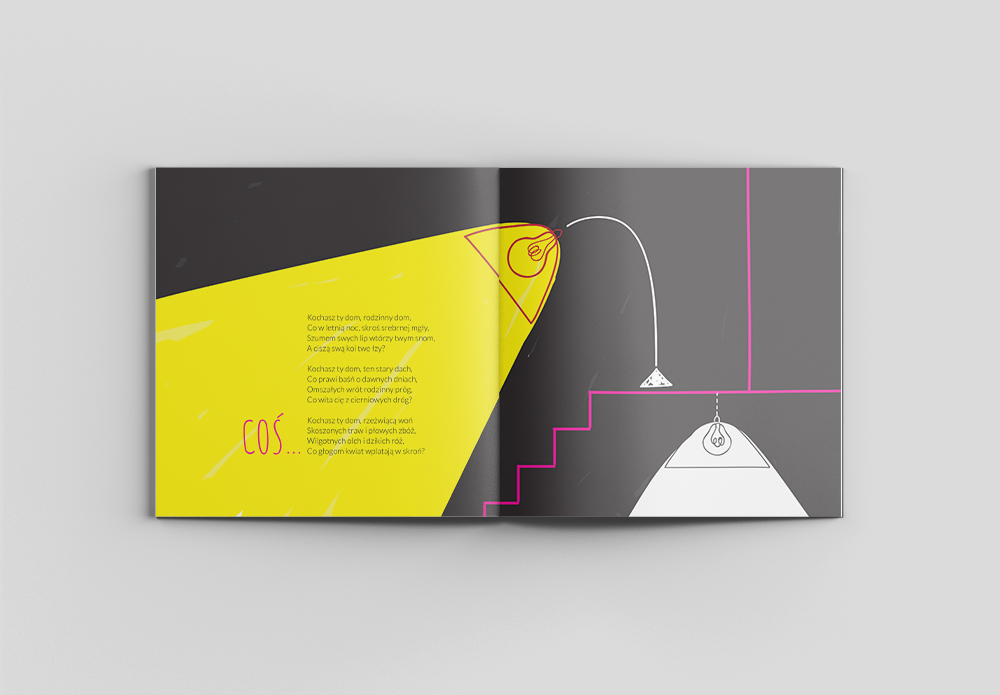 Kochasz ty dom, rodzinny dom,
Co w letnią noc, skroś srebrnej mgły,
Szumem swych lip wtórzy twym snom,
A ciszą swą koi twe łzy?
Kochasz ty dom, ten stary dach,
Co prawi baśń o dawnych dniach,
Omszałych wrót rodzinny próg,
Co wita cię z cierniowych dróg?
Kochasz ty dom, rzeźwiącą woń
Skoszonych traw i płowych zbóż,
Wilgotnych olch i dzikich róż,
Co głogom kwiat wplatają w skroń?
COŚ...